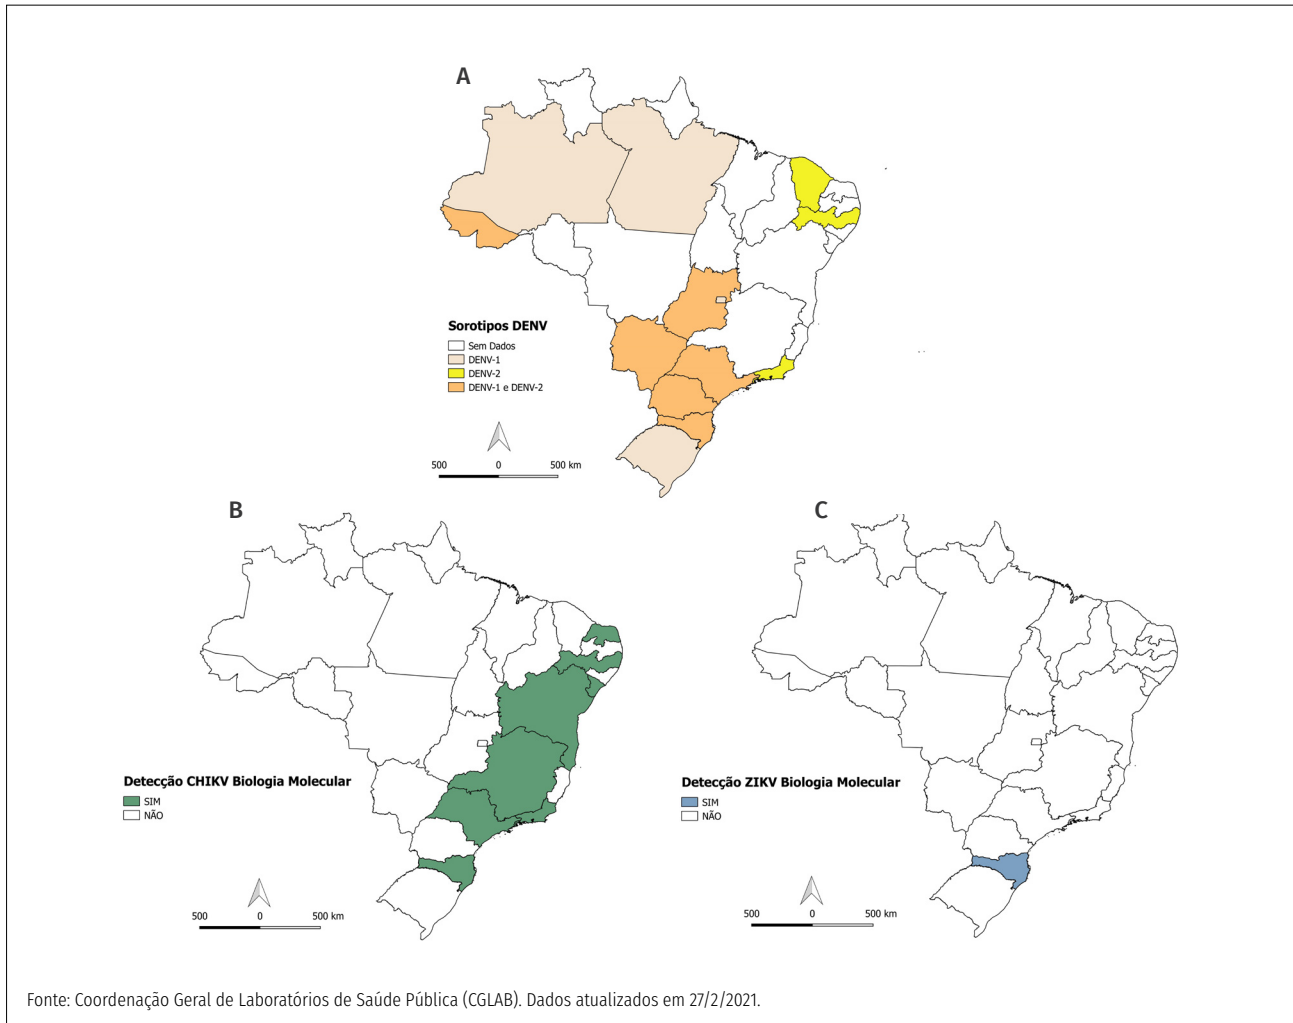 A
Sorotipos DENV
Sem Dados
DENV-1
DENV-2
DENV-1 e DENV-2
500 0 500 km
B
Detecção CHIKV Biologia Molecular
SIM
NÃO
500 0 500 km
C
Detecção ZIKV Biologia Molecular
SIM
NÃO
500 0 500 km
Fonte: Coordenação Geral de Laboratórios de Saúde Pública (CGLAB). Dados atualizados em 27/2/2021.